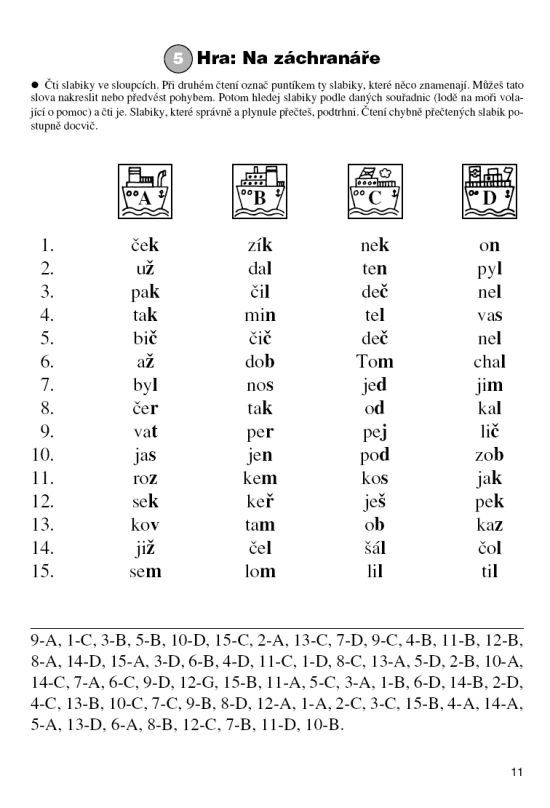 5 Hra: Na záchranáře
● Čti slabiky ve sloupcích. Při druhém čtení označ puntíkem ty slabiky, které něco znamenají. Můžeš tato
slova nakreslit nebo předvést pohybem. Potom hledej slabiky podle daných souřadnic (lodě na moři vola-
jící o pomoc) a čti je. Slabiky, které správně a plynule přečteš, podtrhni. Čtení chybně přečtených slabik po-
stupně docvič.
A B C D
1. ček zík nek on
2. už dal ten pyl
3. pak čil deč nel
4. tak min tel vas
5. bič čič deč nel
6. až dob Tom chal
7. byl nos jed jim
8. čer tak od kal
9. vat per pej lič
10. jas jen pod zob
11. roz kem kos jak
12. sek keř ješ pek
13. kov tam ob kaz
14. již čel šál čol
15. sem lom lil til
9-A, 1-C, 3-B, 5-B, 10-D, 15-C, 2-A, 13-C, 7-D, 9-C, 4-B, 11-B, 12-B,
8-A, 14-D, 15-A, 3-D, 6-B, 4-D, 11-C, 1-D, 8-C, 13-A, 5-D, 2-B, 10-A,
14-C, 7-A, 6-C, 9-D, 12-G, 15-B, 11-A, 5-C, 3-A, 1-B, 6-D, 14-B, 2-D,
4-C, 13-B, 10-C, 7-C, 9-B, 8-D, 12-A, 1-A, 2-C, 3-C, 15-B, 4-A, 14-A,
5-A, 13-D, 6-A, 8-B, 12-C, 7-B, 11-D, 10-B.
11